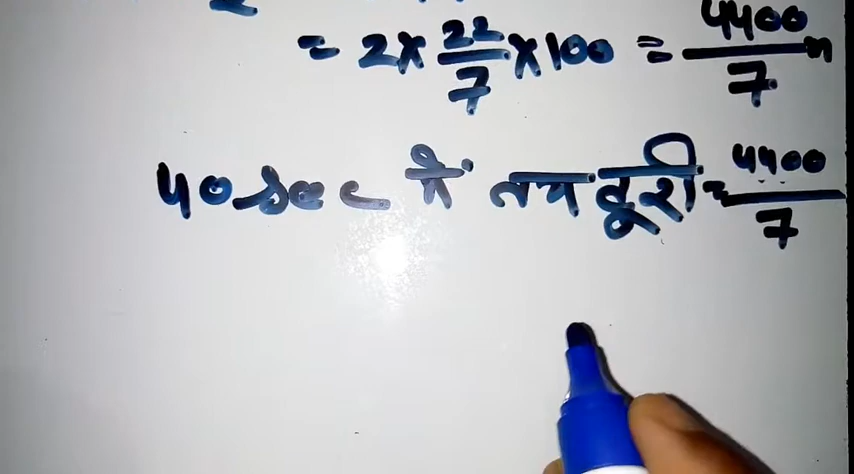 = 2 × 22/7 × 100 = 4400/7 m
40 sec में तय दूरी = 4400/7